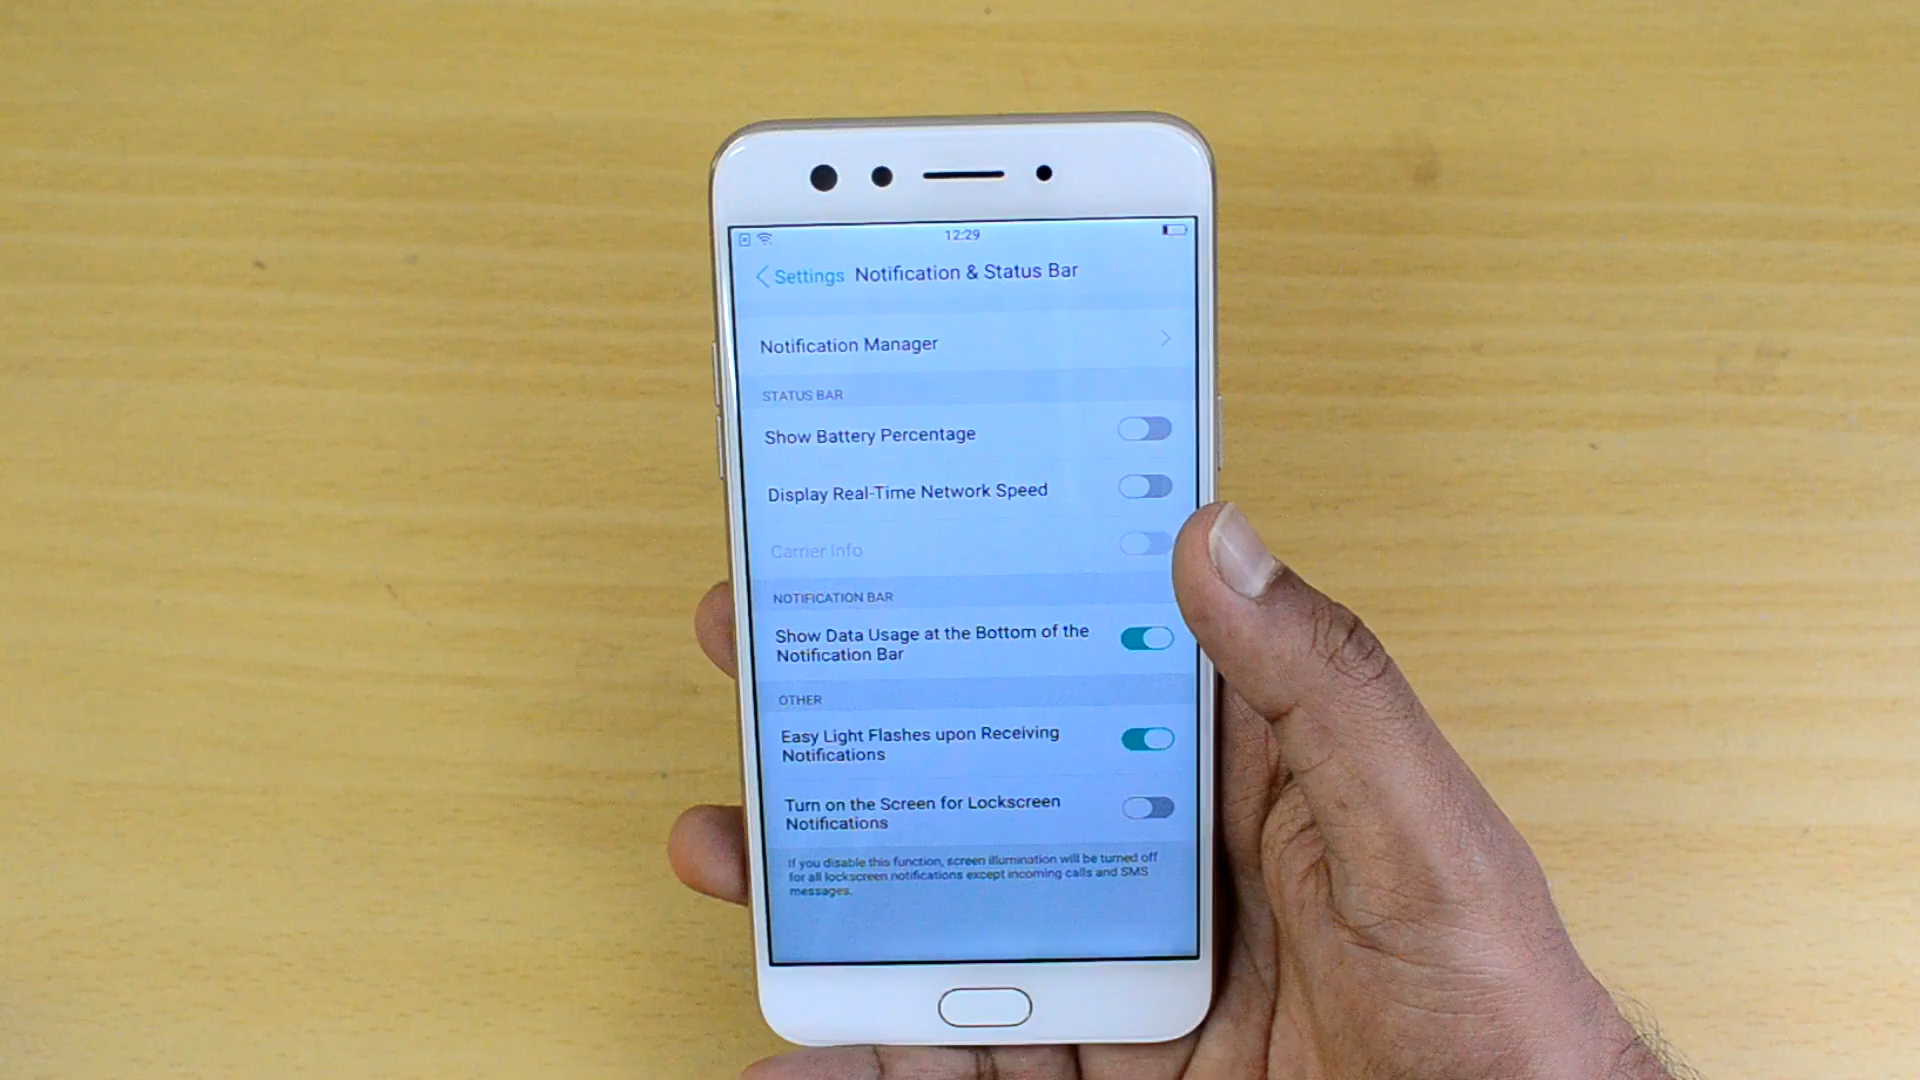 12:29
Settings Notification & Status Bar
Notification Manager
STATUS BAR
Show Battery Percentage
Display Real-Time Network Speed
Carrier Info
NOTIFICATION BAR
Show Data Usage at the Bottom of the
Notification Bar
OTHER
Easy Light Flashes upon Receiving
Notifications
Turn on the Screen for Lockscreen
Notifications
If you disable this function, screen illumination will be turned off
for all lockscreen notifications except incoming calls and SMS
messages.